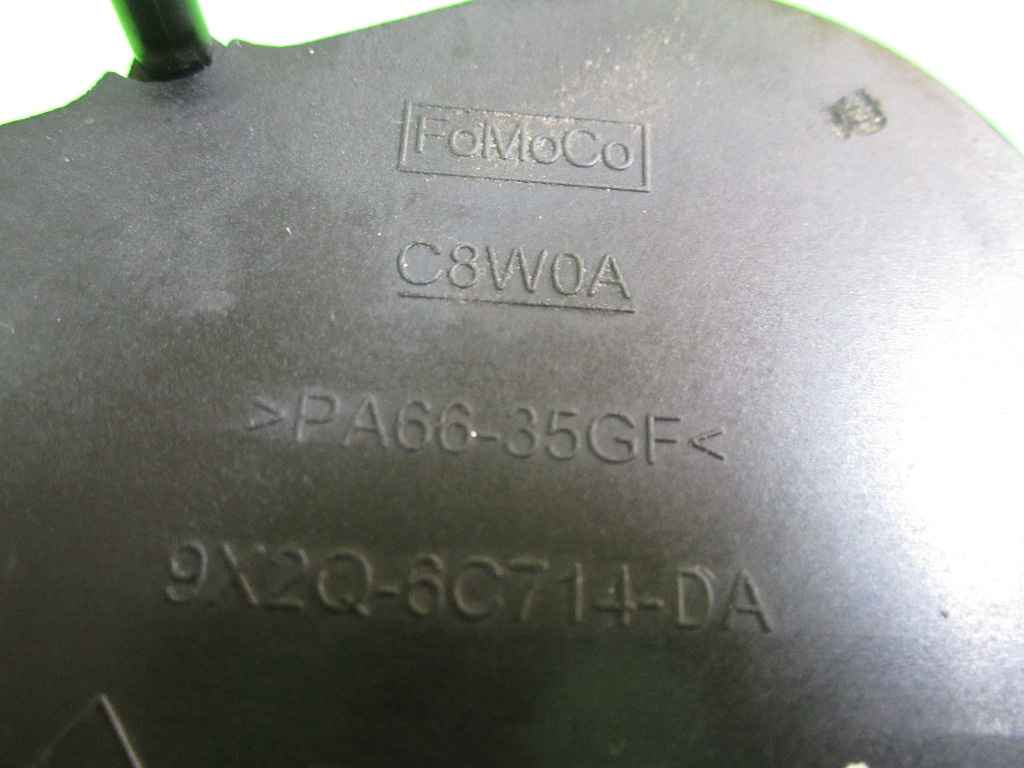 FoMoCo
C8W0A
>PA66-35GF<
9X2Q-6C714-DA